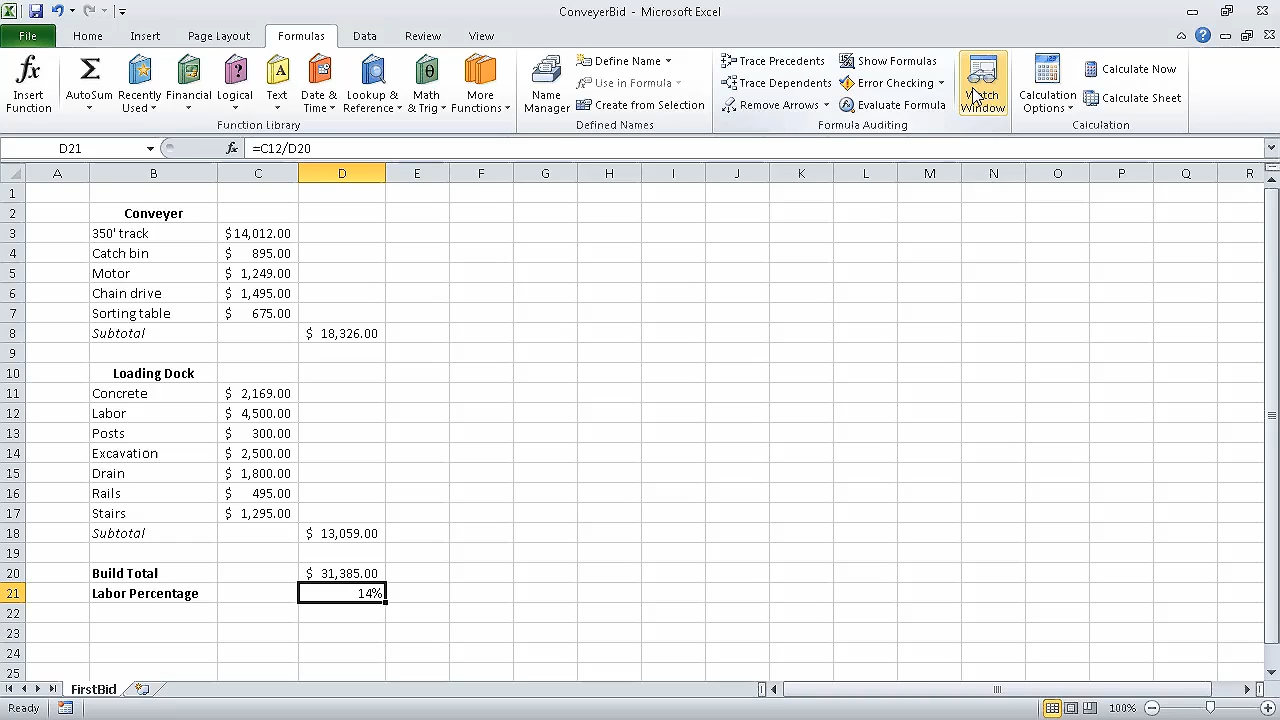 ConveyerBid - Microsoft Excel
File Home Insert Page Layout Formulas Data Review View
fx Insert Function
Σ AutoSum
Recently Used
Financial
Logical
Text
Date & Time
Lookup & Reference
Math & Trig
More Functions
Function Library
Name Manager
Define Name
Use in Formula
Create from Selection
Defined Names
Trace Precedents
Trace Dependents
Remove Arrows
Show Formulas
Error Checking
Evaluate Formula
Formula Auditing
Watch Window
Calculation Options
Calculate Now
Calculate Sheet
Calculation
D21 fx =C12/D20
A B C D E F G H I J K L M N O P Q R
1
2 Conveyer
3 350' track $14,012.00
4 Catch bin $ 895.00
5 Motor $ 1,249.00
6 Chain drive $ 1,495.00
7 Sorting table $ 675.00
8 Subtotal $ 18,326.00
9
10 Loading Dock
11 Concrete $ 2,169.00
12 Labor $ 4,500.00
13 Posts $ 300.00
14 Excavation $ 2,500.00
15 Drain $ 1,800.00
16 Rails $ 495.00
17 Stairs $ 1,295.00
18 Subtotal $ 13,059.00
19
20 Build Total $ 31,385.00
21 Labor Percentage 14%
22
23
24
25
FirstBid
Ready 100%